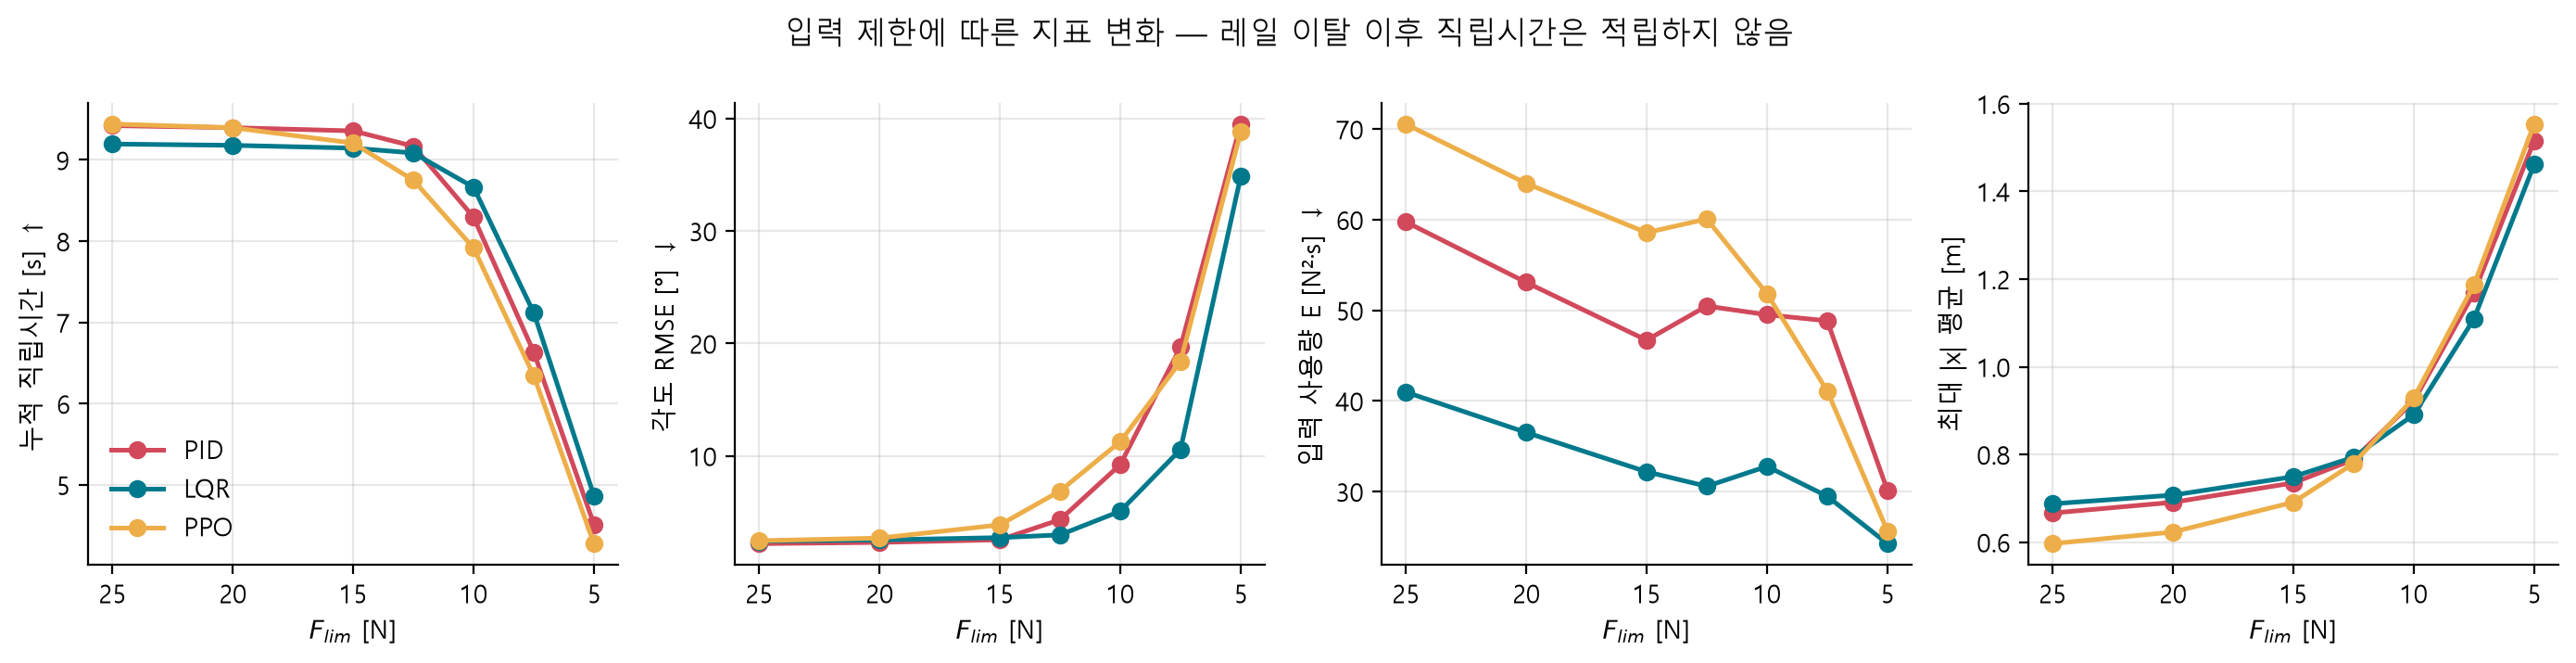 입력 제한에 따른 지표 변화 — 레일 이탈 이후 직립시간은 적립하지 않음
누적 직립시간 [s] ↑
9
8
7
6
5
PID
LQR
PPO
25 20 15 10 5
F_lim [N]
각도 RMSE [°] ↓
40
30
20
10
25 20 15 10 5
F_lim [N]
입력 사용량 E [N²·s] ↓
70
60
50
40
30
25 20 15 10 5
F_lim [N]
최대 |x| 평균 [m]
1.6
1.4
1.2
1.0
0.8
0.6
25 20 15 10 5
F_lim [N]